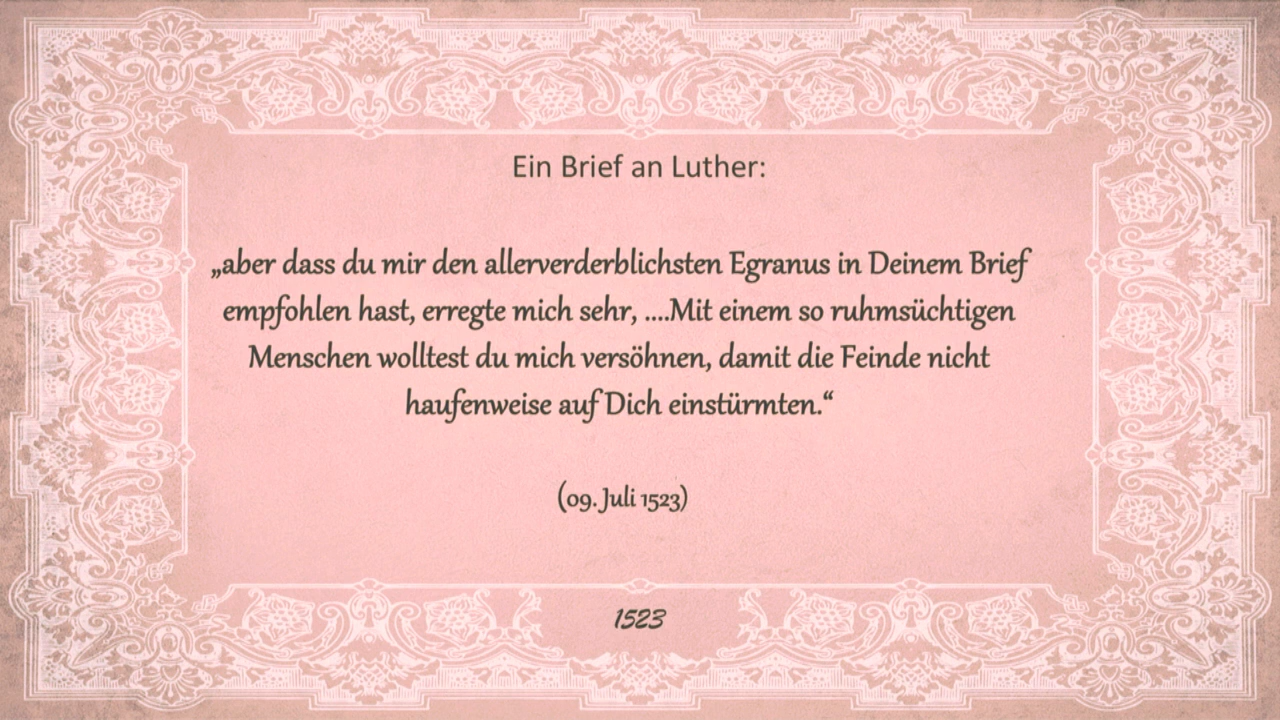 Ein Brief an Luther:
„aber dass du mir den allerverderblichsten Egranus in Deinem Brief
empfohlen hast, erregte mich sehr, ....Mit einem so ruhmsüchtigen
Menschen wolltest du mich versöhnen, damit die Feinde nicht
haufenweise auf Dich einstürmten.“
(09. Juli 1523)
1523